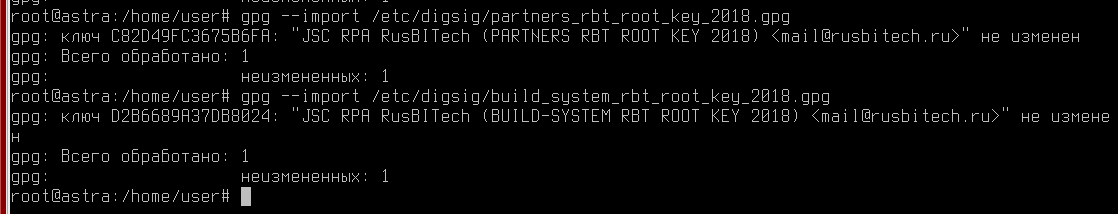 root@astra:/home/user# gpg --import /etc/digsig/partners_rbt_root_key_2018.gpg
gpg: ключ C82D49FC3675B6FA: "JSC RPA RusBITech (PARTNERS RBT ROOT KEY 2018) <mail@rusbitech.ru>" не изменен
gpg: Всего обработано: 1
gpg:                неизмененных: 1
root@astra:/home/user# gpg --import /etc/digsig/build_system_rbt_root_key_2018.gpg
gpg: ключ D2B6689A37DB8024: "JSC RPA RusBITech (BUILD-SYSTEM RBT ROOT KEY 2018) <mail@rusbitech.ru>" не измене
н
gpg: Всего обработано: 1
gpg:                неизмененных: 1
root@astra:/home/user#